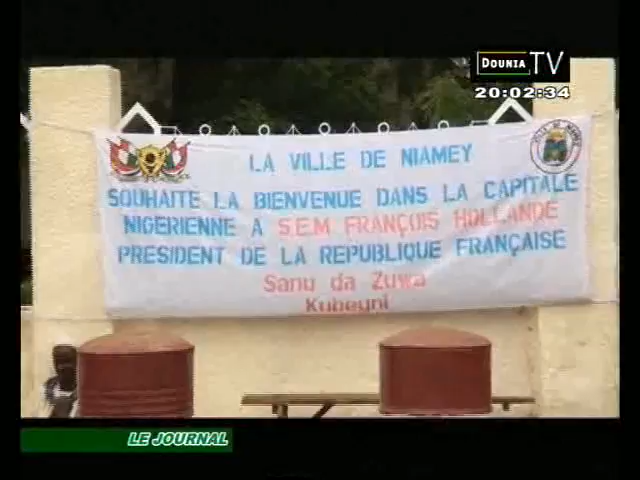 DOUNIA TV
20:02:34
LA VILLE DE NIAMEY
SOUHAITE LA BIENVENUE DANS LA CAPITALE
NIGERIENNE A S.E.M FRANÇOIS HOLLANDE
PRESIDENT DE LA REPUBLIQUE FRANÇAISE
Sanu da Zuwa
Kubeyni
LE JOURNAL